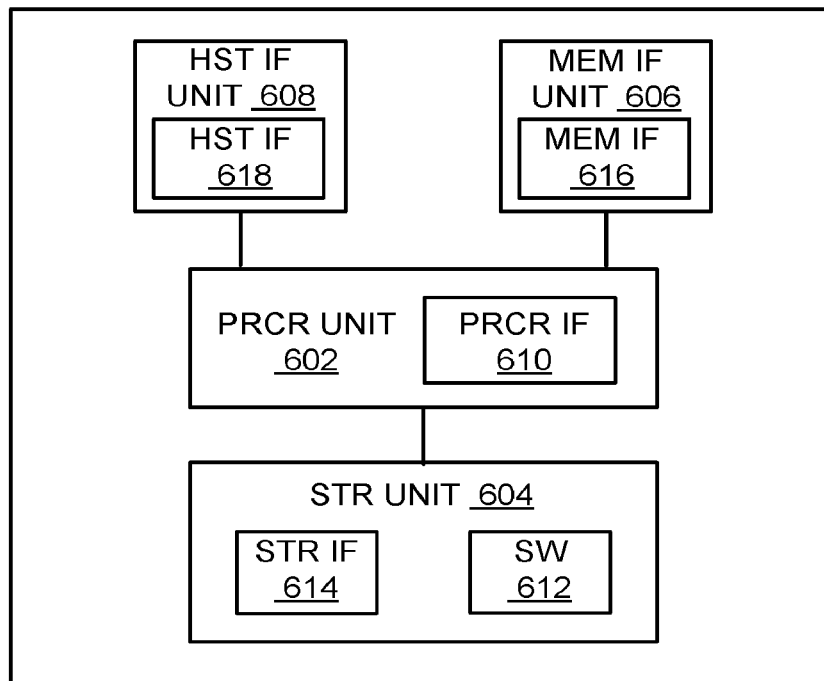 HST IF
UNIT 608
HST IF
618
MEM IF
UNIT 606
MEM IF
616
PRCR UNIT
602
PRCR IF
610
STR UNIT 604
STR IF
614
SW
612